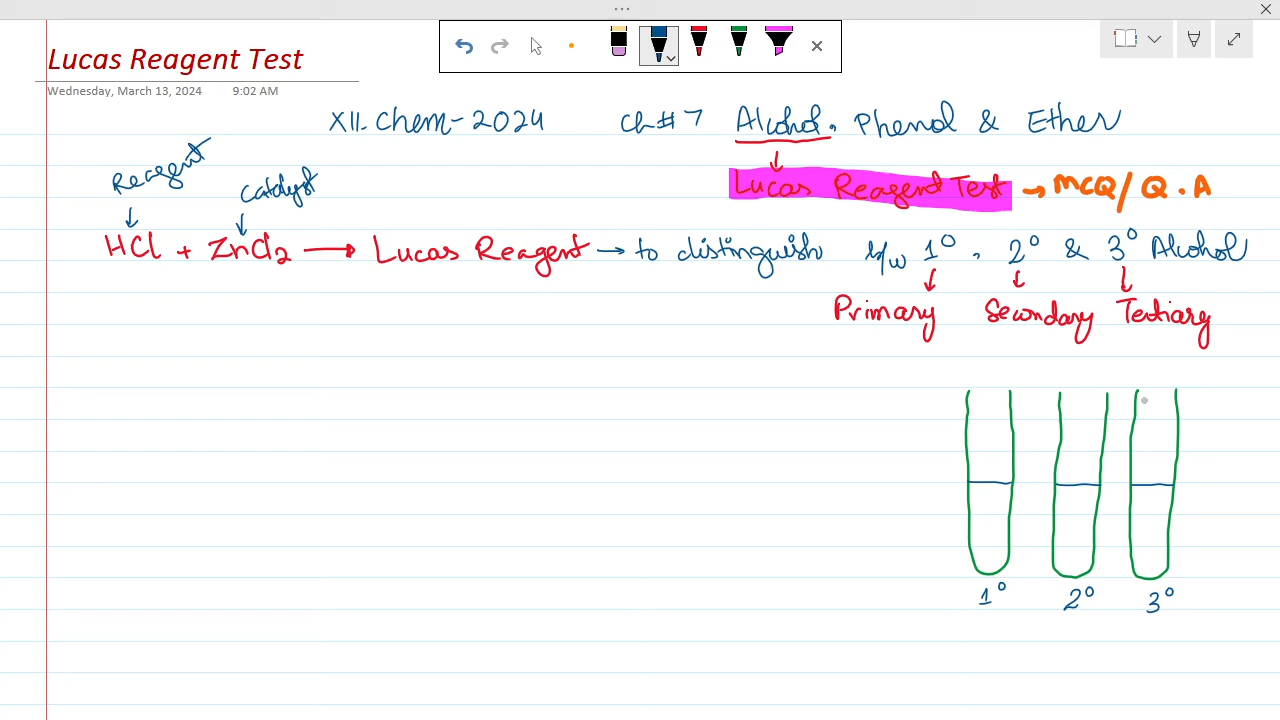 Lucas Reagent Test
Wednesday, March 13, 2024 9:02 AM
XII. Chem-2024 Ch#7 Alcohol, Phenol & Ether
Lucas Reagent Test → MCQ/Q.A
Reagent
Catalyst
HCl + ZnCl2 → Lucas Reagent → to distinguish b/w 1°, 2° & 3° Alcohol
Primary Secondary Tertiary
1° 2° 3°